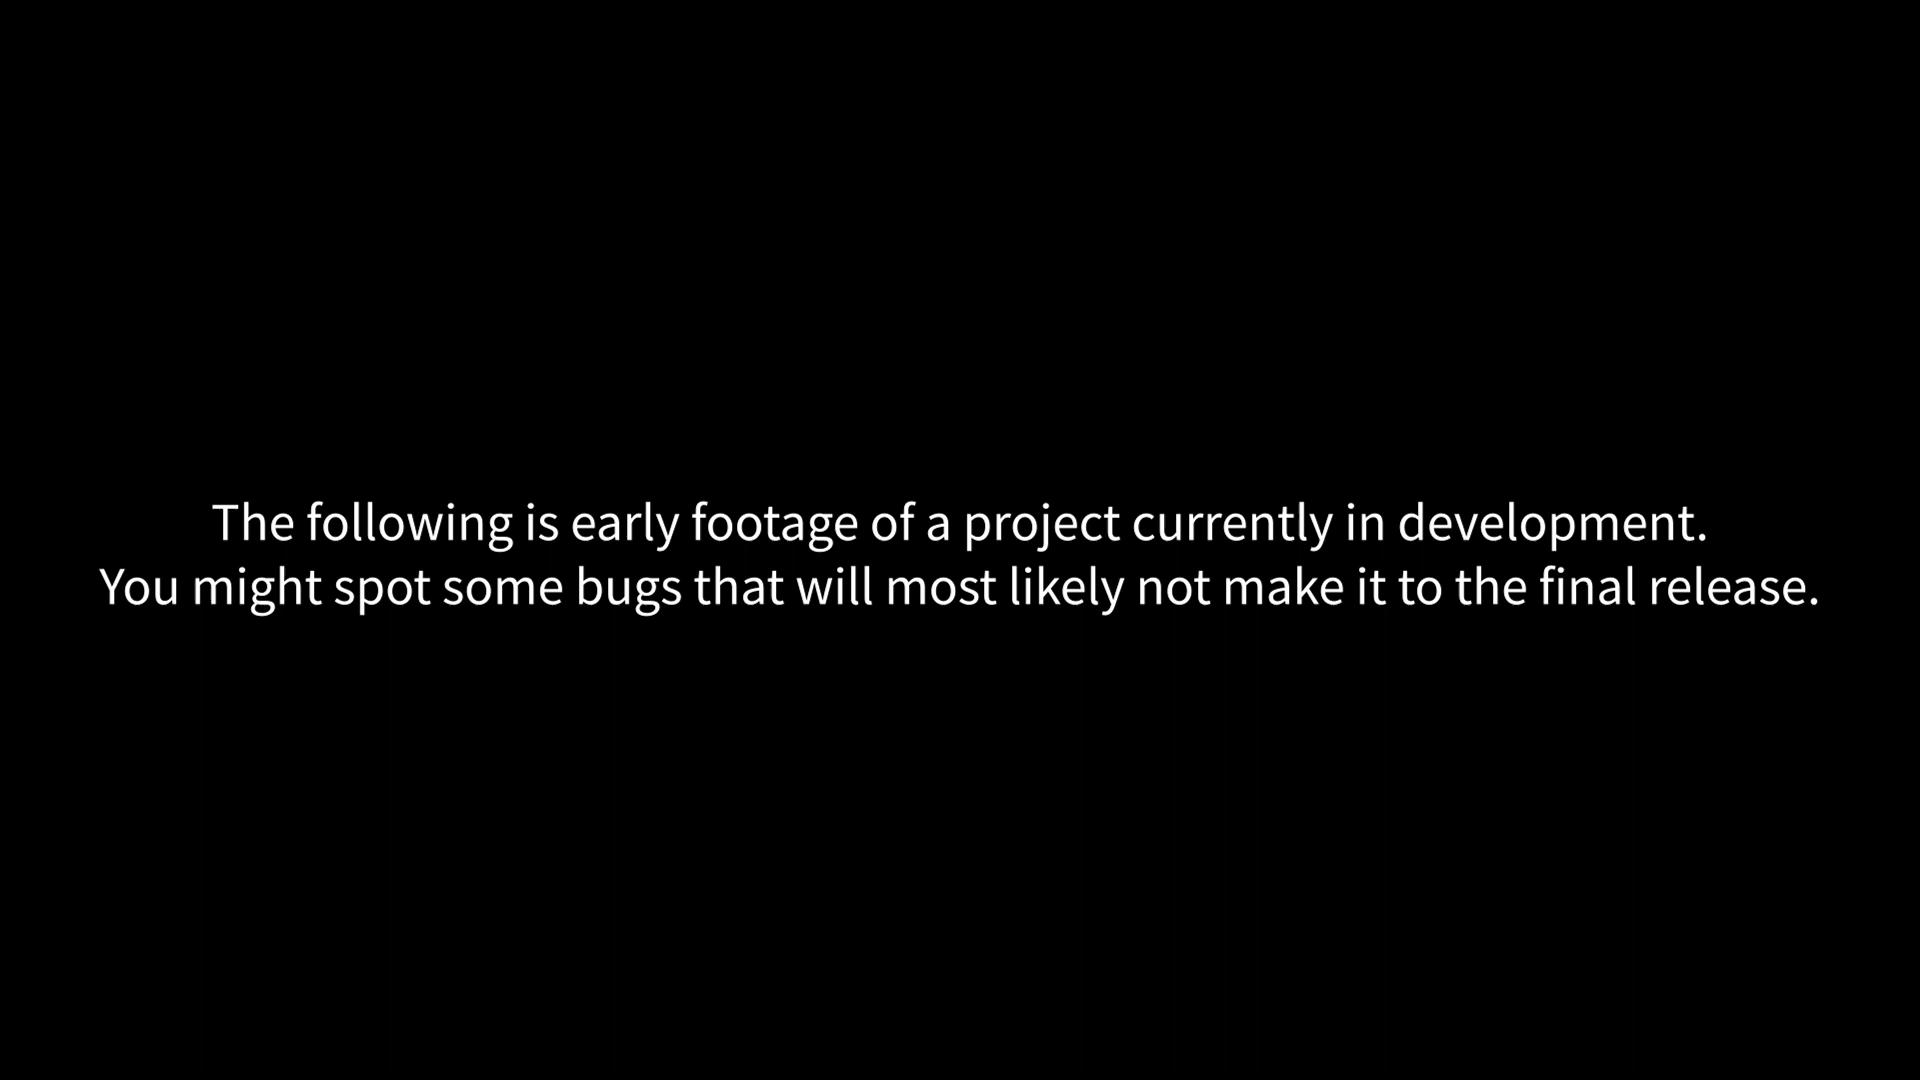 The following is early footage of a project currently in development.
You might spot some bugs that will most likely not make it to the final release.